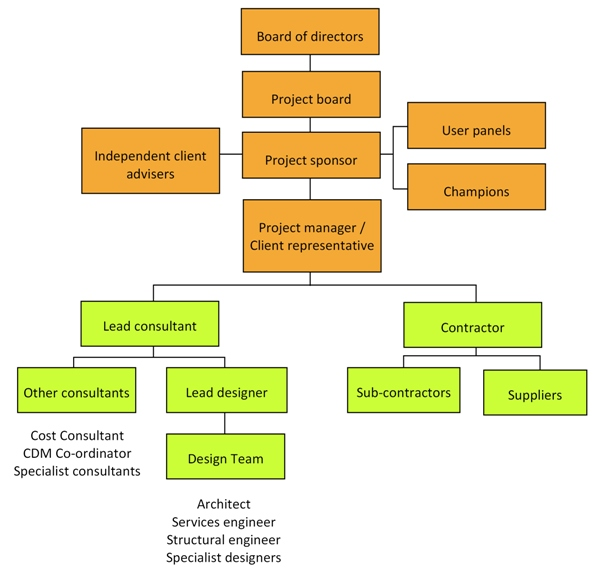 Board of directors
Project board
Independent client
advisers
Project sponsor
User panels
Champions
Project manager /
Client representative
Lead consultant
Contractor
Other consultants
Lead designer
Sub-contractors
Suppliers
Cost Consultant
CDM Co-ordinator
Specialist consultants
Design Team
Architect
Services engineer
Structural engineer
Specialist designers